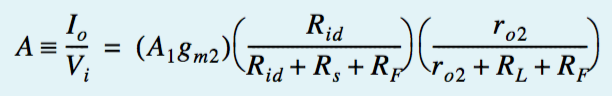 A ≡ I_o / V_i = (A_1 g_m2) ( R_id / (R_id + R_s + R_F) ) ( r_o2 / (r_o2 + R_L + R_F) )